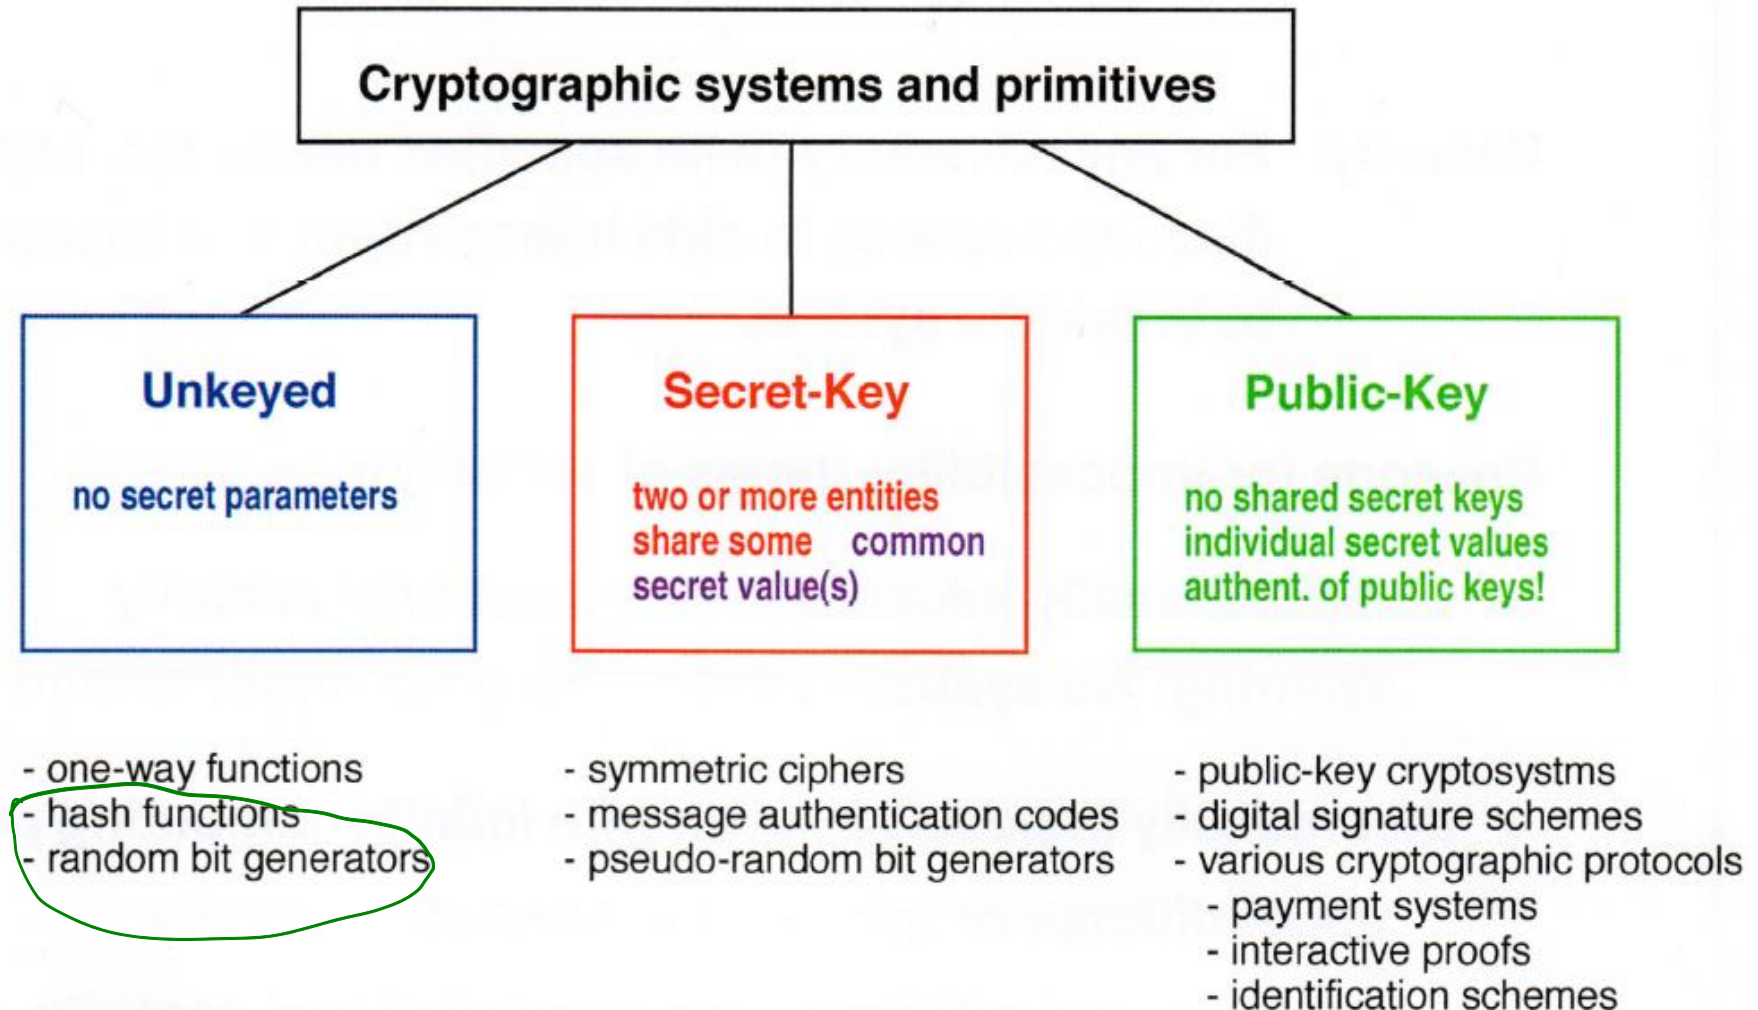 Cryptographic systems and primitives
Unkeyed
no secret parameters
- one-way functions
- hash functions
- random bit generators
Secret-Key
two or more entities
share some common
secret value(s)
- symmetric ciphers
- message authentication codes
- pseudo-random bit generators
Public-Key
no shared secret keys
individual secret values
authent. of public keys!
- public-key cryptosystms
- digital signature schemes
- various cryptographic protocols
- payment systems
- interactive proofs
- identification schemes